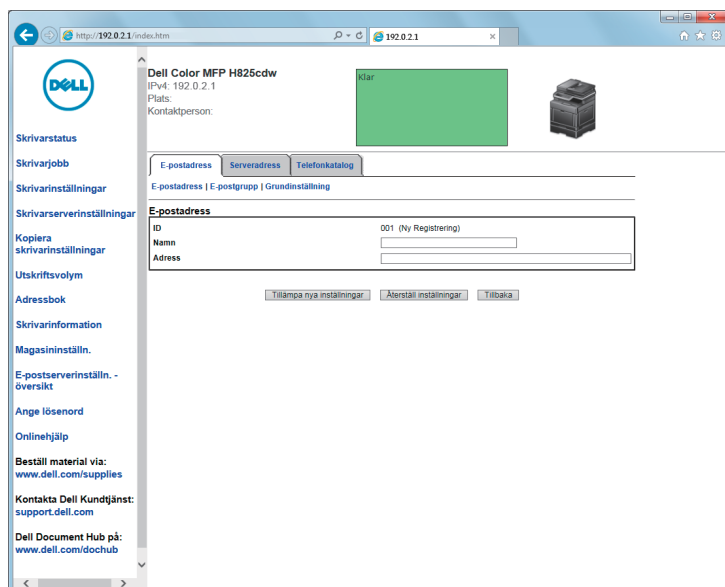 http://192.0.2.1/index.htm
192.0.2.1
DELL
Skrivarstatus
Skrivarjobb
Skrivarinställningar
Skrivarserverinställningar
Kopiera
skrivarinställningar
Utskriftsvolym
Adressbok
Skrivarinformation
Magasininställn.
E-postserverinställn. -
översikt
Ange lösenord
Onlinehjälp
Beställ material via:
www.dell.com/supplies
Kontakta Dell Kundtjänst:
support.dell.com
Dell Document Hub på:
www.dell.com/dochub
Dell Color MFP H825cdw
IPv4: 192.0.2.1
Plats:
Kontaktperson:
Klar
E-postadress Serveradress Telefonkatalog
E-postadress | E-postgrupp | Grundinställning
E-postadress
ID 001 (Ny Registrering)
Namn
Adress
Tillämpa nya inställningar Återställ inställningar Tillbaka